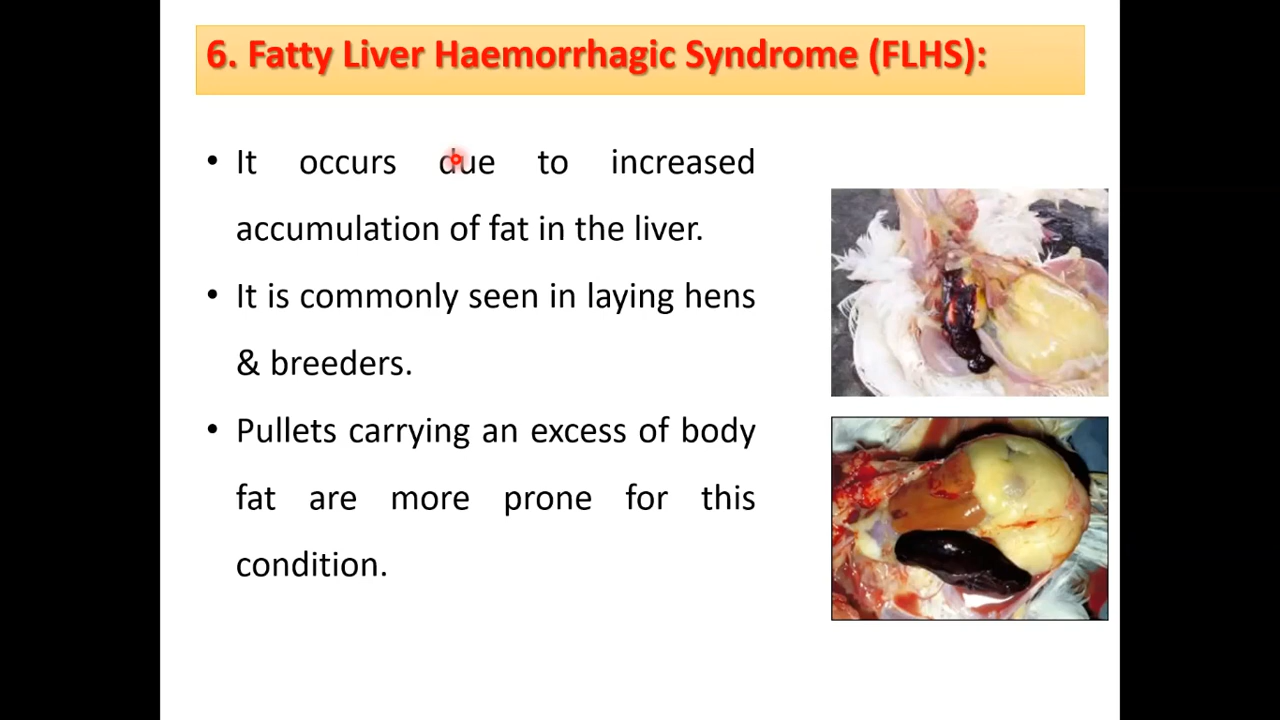 6. Fatty Liver Haemorrhagic Syndrome (FLHS):
• It occurs due to increased
accumulation of fat in the liver.
• It is commonly seen in laying hens
& breeders.
• Pullets carrying an excess of body
fat are more prone for this
condition.